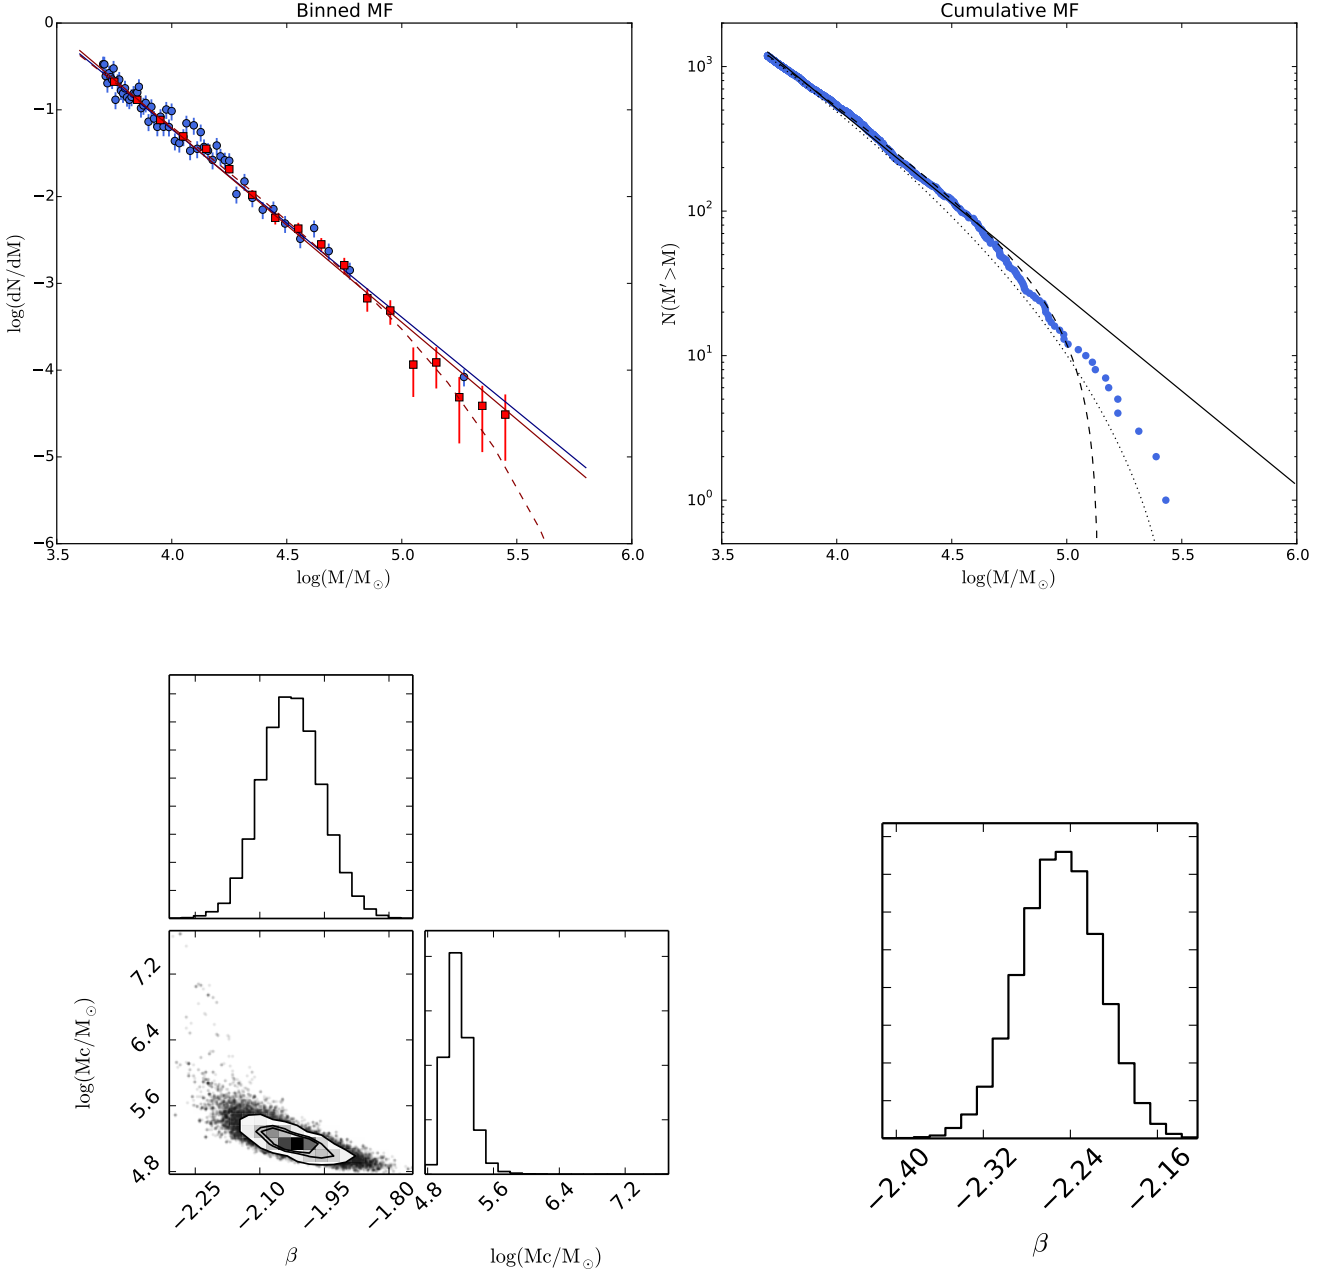 Binned MF
0
−1
−2
−3
−4
−5
−6
log(dN/dM)
3.5 4.0 4.5 5.0 5.5 6.0
log(M/M⊙)
Cumulative MF
10³
10²
10¹
10⁰
N(M′>M)
3.5 4.0 4.5 5.0 5.5 6.0
log(M/M⊙)
7.2
6.4
5.6
4.8
log(Mc/M⊙)
−2.25 −2.10 −1.95 −1.80
β
4.8 5.6 6.4 7.2
log(Mc/M⊙)
−2.40 −2.32 −2.24 −2.16
β